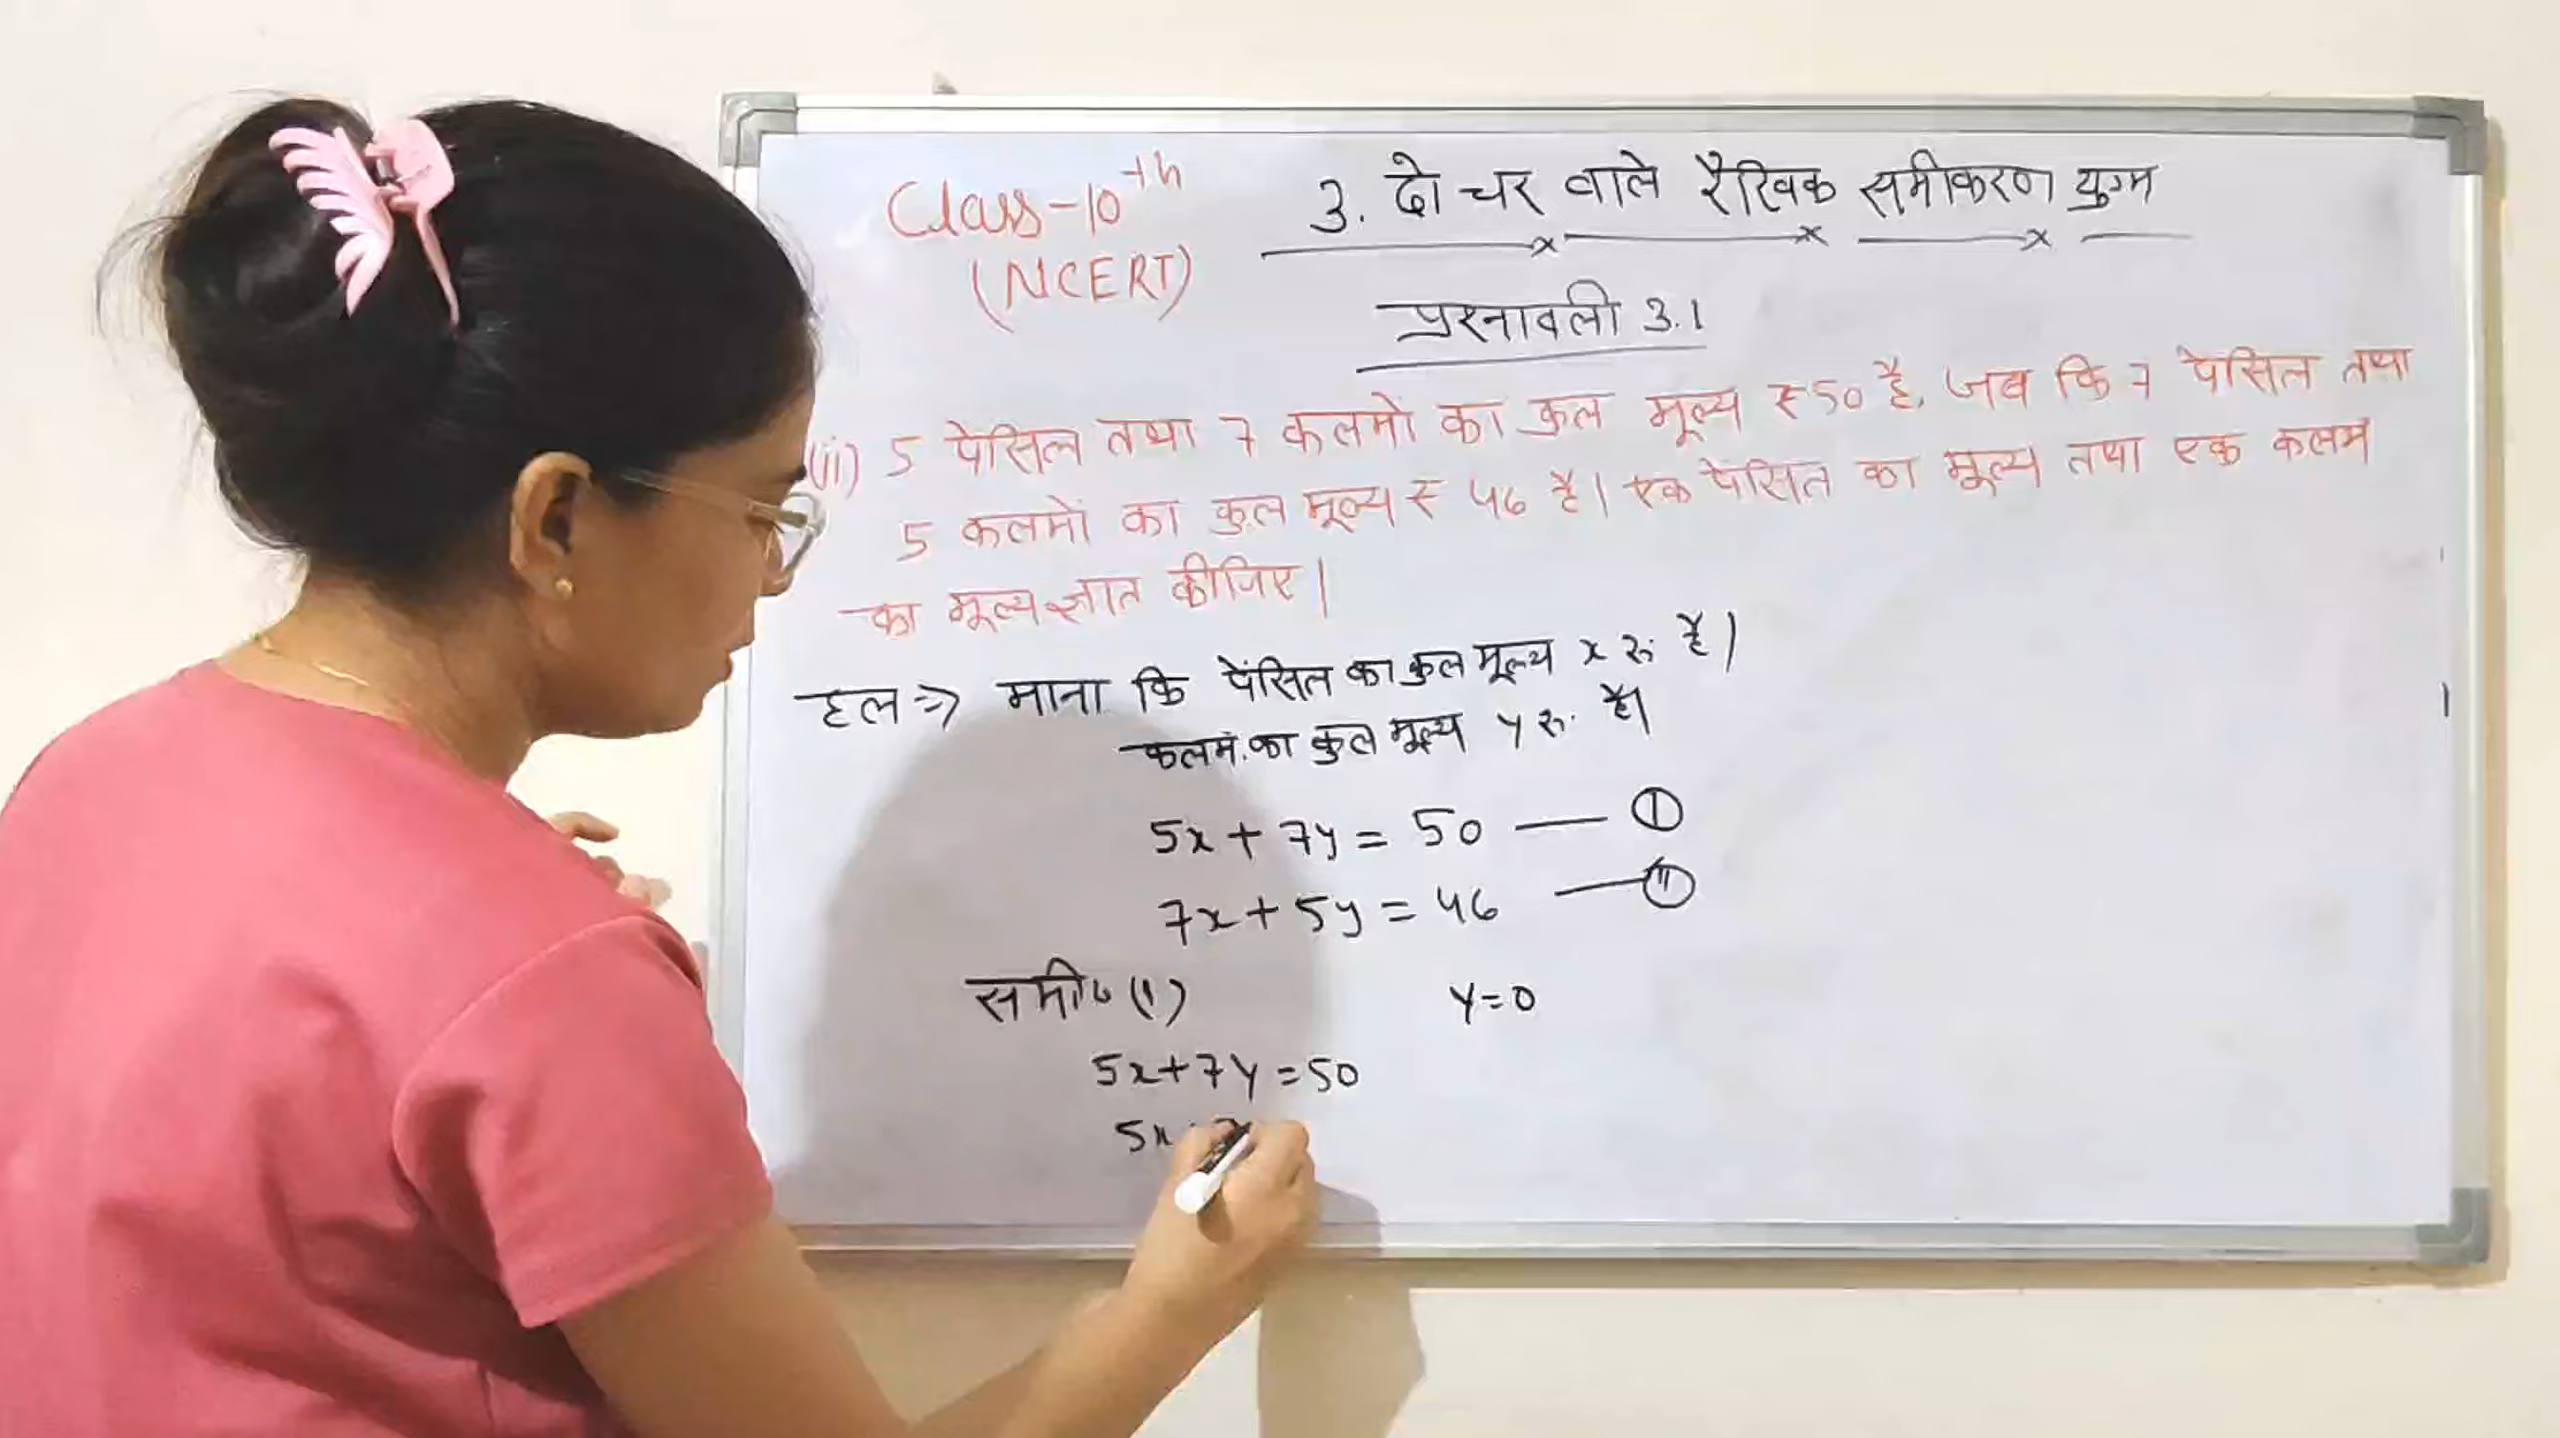 Class-10th
(NCERT)
3. दो चर वाले रैखिक समीकरण युग्म
प्रश्नावली 3.1
(ii) 5 पेंसिल तथा 7 कलमों का कुल मूल्य ₹50 है, जब कि 7 पेंसिल तथा
5 कलमों का कुल मूल्य ₹ 46 है। एक पेंसिल का मूल्य तथा एक कलम
का मूल्य ज्ञात कीजिए।
हल⇒ माना कि पेंसिल का कुल मूल्य x रु. है।
कलम का कुल मूल्य y रु. है।
5x + 7y = 50 — (I)
7x + 5y = 46 — (II)
समी० (1)
y=0
5x+7y=50
5x